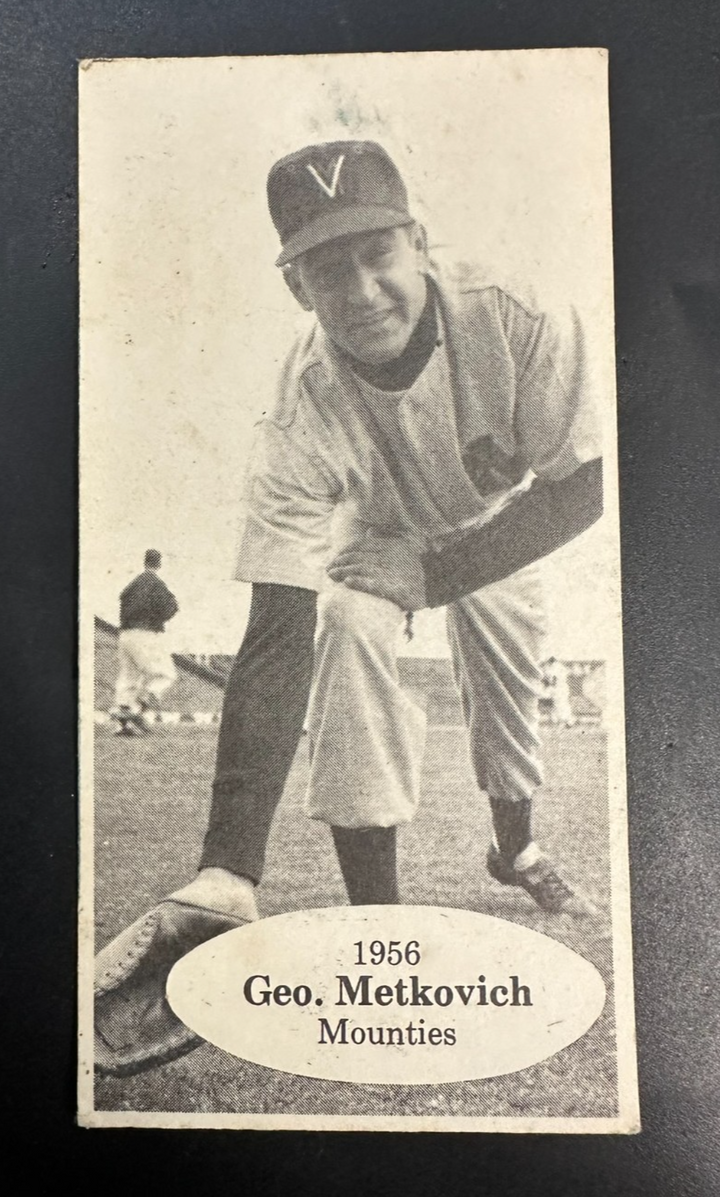 V
1956
Geo. Metkovich
Mounties